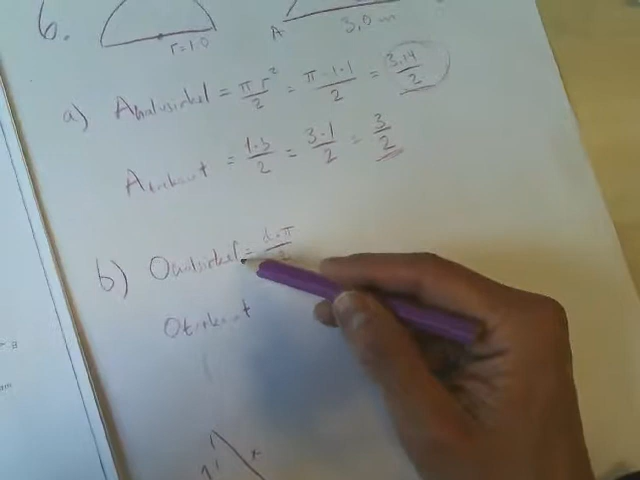 6.
r=1.0
A 3,0 m
a) Ahalvsirkel = πr²/2 = π·1·1/2 = 3.14/2
Atrekant = 1·3/2 = 3·1/2 = 3/2
b) Ohalvsirkel = d·π/2
Otrekant
x